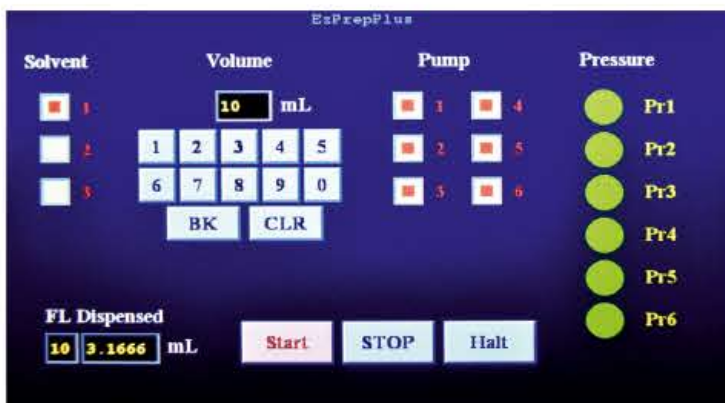 EzPrepPlus
Solvent Volume Pump Pressure
1 10 mL 1 4 Pr1
2 1 2 3 4 5 2 5 Pr2
3 6 7 8 9 0 3 6 Pr3
BK CLR Pr4
Pr5
FL Dispensed Pr6
10 3.1666 mL Start STOP Halt